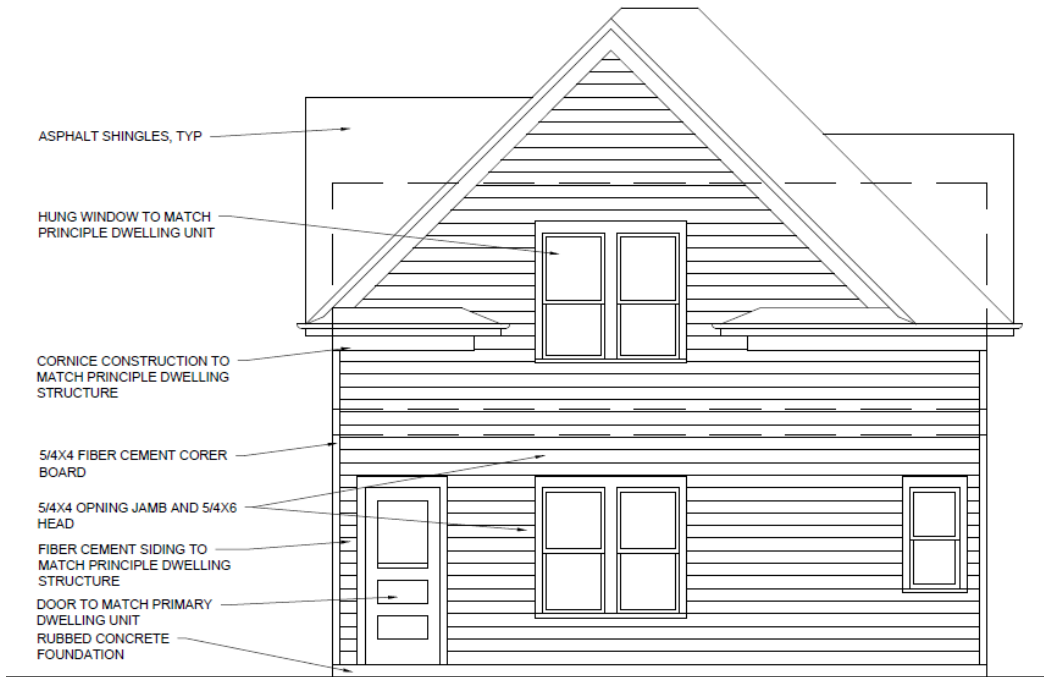 ASPHALT SHINGLES, TYP
HUNG WINDOW TO MATCH
PRINCIPLE DWELLING UNIT
CORNICE CONSTRUCTION TO
MATCH PRINCIPLE DWELLING
STRUCTURE
5/4X4 FIBER CEMENT CORER
BOARD
5/4X4 OPNING JAMB AND 5/4X6
HEAD
FIBER CEMENT SIDING TO
MATCH PRINCIPLE DWELLING
STRUCTURE
DOOR TO MATCH PRIMARY
DWELLING UNIT
RUBBED CONCRETE
FOUNDATION